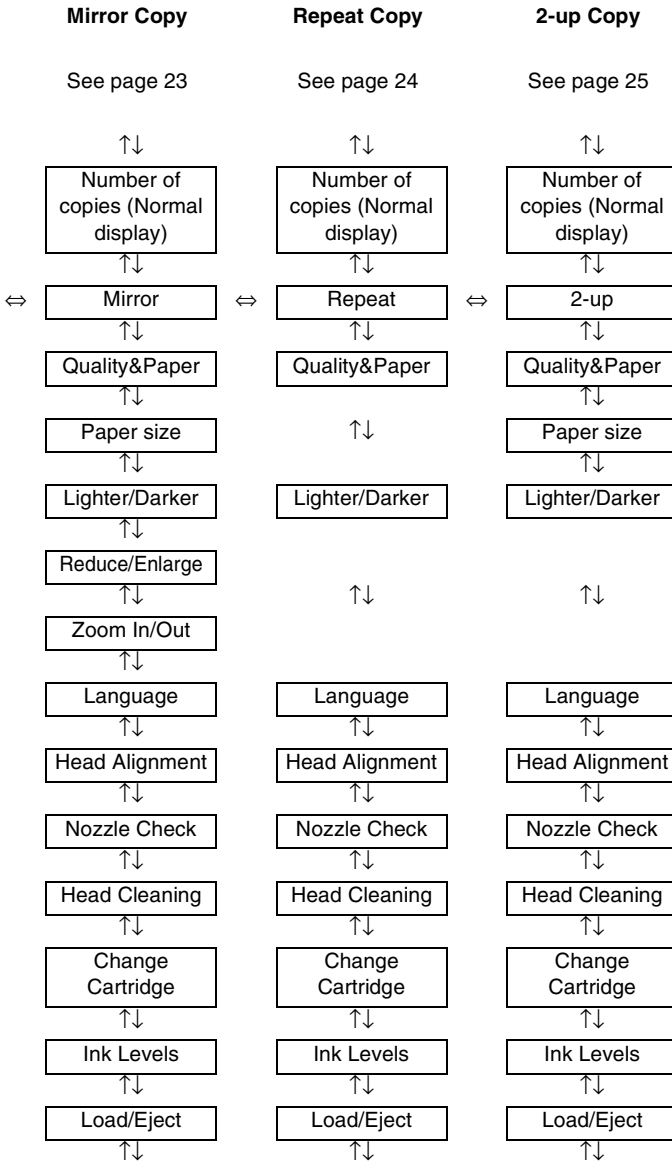 Mirror Copy Repeat Copy 2-up Copy
See page 23 See page 24 See page 25
↑↓ ↑↓ ↑↓
Number of Number of Number of
copies (Normal copies (Normal copies (Normal
display) display) display)
↑↓ ↑↓ ↑↓
⇔ Mirror ⇔ Repeat ⇔ 2-up
↑↓ ↑↓ ↑↓
Quality&Paper Quality&Paper Quality&Paper
↑↓ ↑↓
Paper size ↑↓ Paper size
↑↓ ↑↓
Lighter/Darker Lighter/Darker Lighter/Darker
↑↓
Reduce/Enlarge
↑↓ ↑↓ ↑↓
Zoom In/Out
↑↓
Language Language Language
↑↓ ↑↓ ↑↓
Head Alignment Head Alignment Head Alignment
↑↓ ↑↓ ↑↓
Nozzle Check Nozzle Check Nozzle Check
↑↓ ↑↓ ↑↓
Head Cleaning Head Cleaning Head Cleaning
↑↓ ↑↓ ↑↓
Change Change Change
Cartridge Cartridge Cartridge
↑↓ ↑↓ ↑↓
Ink Levels Ink Levels Ink Levels
↑↓ ↑↓ ↑↓
Load/Eject Load/Eject Load/Eject
↑↓ ↑↓ ↑↓